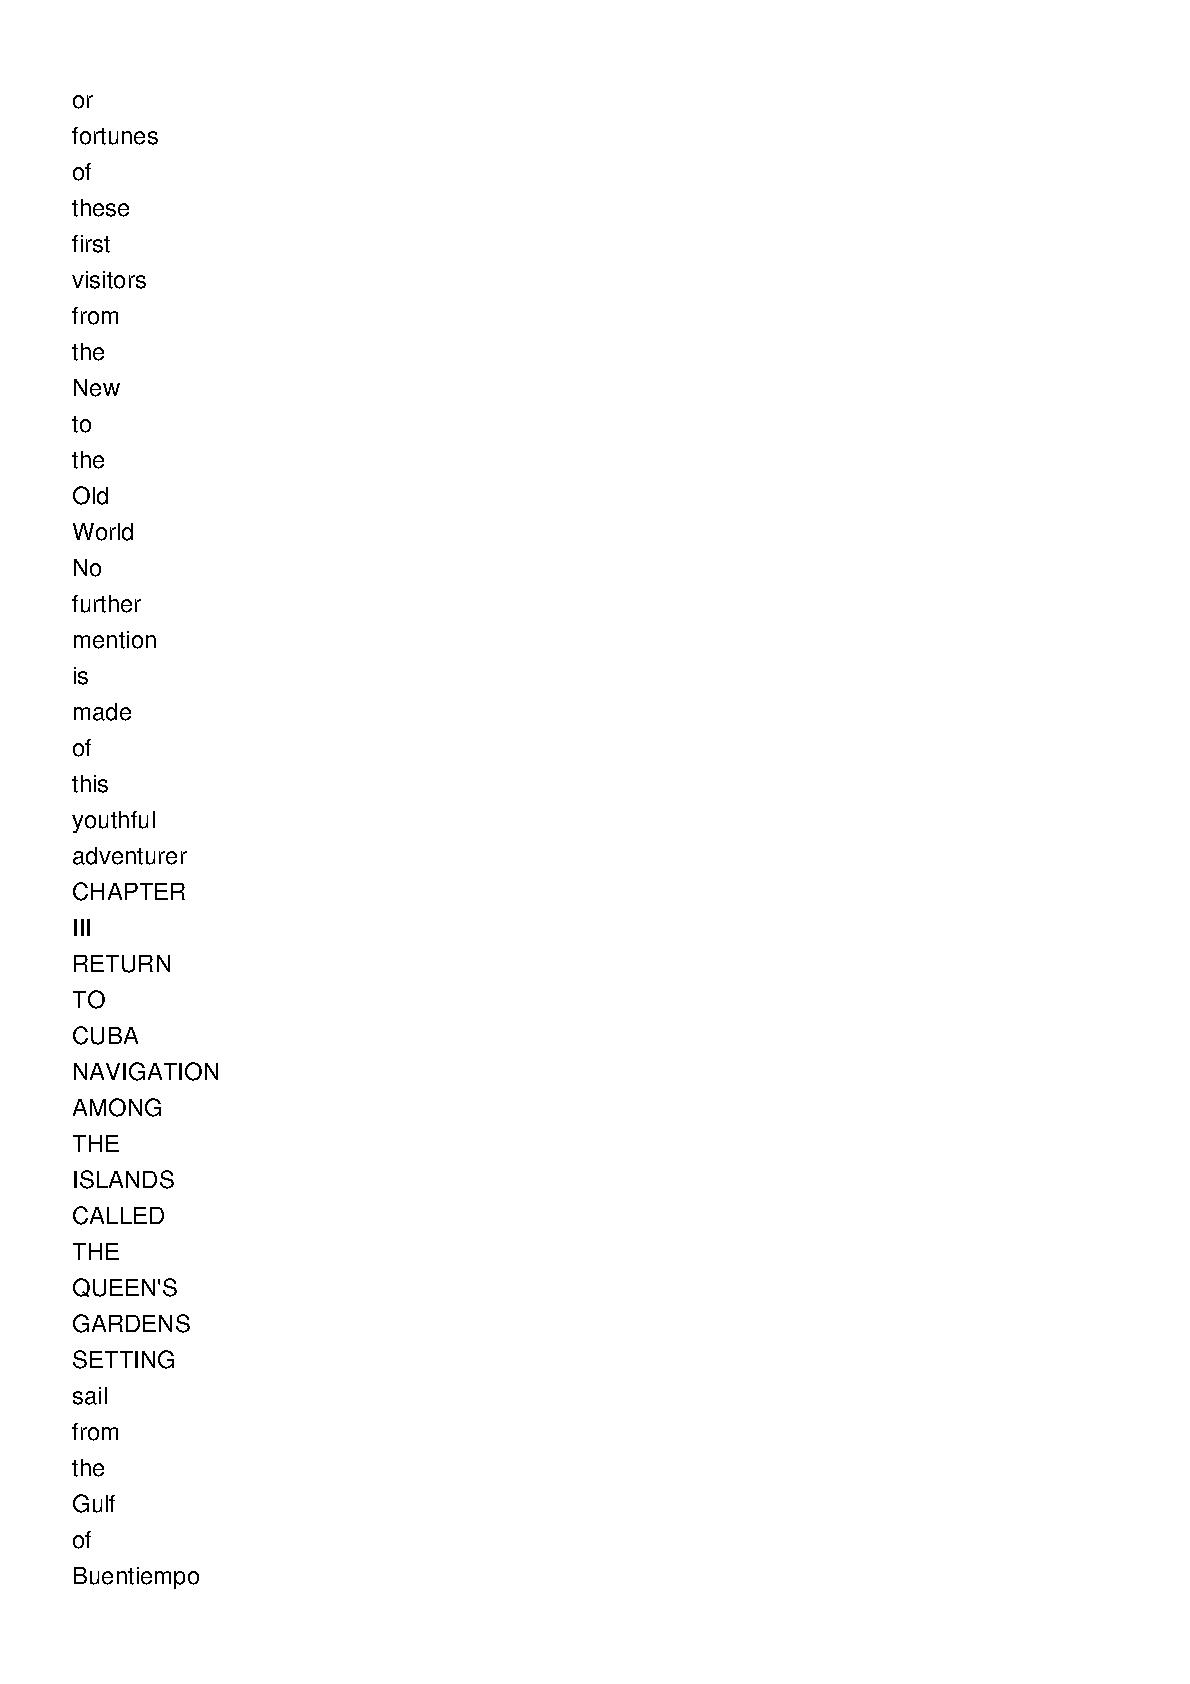 or
fortunes
of
these
first
visitors
from
the
New
to
the
Old
World
No
further
mention
is
made
of
this
youthful
adventurer
CHAPTER
III
RETURN
TO
CUBA
NAVIGATION
AMONG
THE
ISLANDS
CALLED
THE
QUEEN'S
GARDENS
SETTING
sail
from
the
Gulf
of
Buentiempo